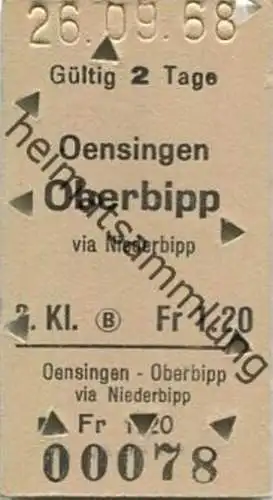 26.09.68
Gültig 2 Tage
Oensingen
Oberbipp
via Niederbipp
2. Kl. B Fr 1.20
Oensingen - Oberbipp
via Niederbipp
Fr 1.20
00078
heimatsammlung